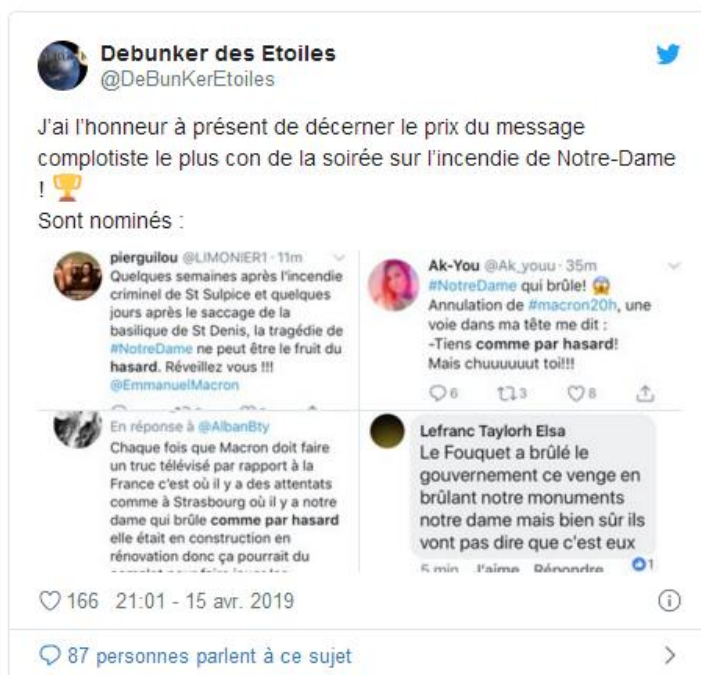 Debunker des Etoiles
@DeBunKerEtoiles
J'ai l'honneur à présent de décerner le prix du message
complotiste le plus con de la soirée sur l'incendie de Notre-Dame
! 🏆
Sont nominés :
pierguilou @LIMONIER1 · 11m
Quelques semaines après l'incendie
criminel de St Sulpice et quelques
jours après le saccage de la
basilique de St Denis, la tragédie de
#NotreDame ne peut être le fruit du
hasard. Réveillez vous !!!
@EmmanuelMacron
Ak-You @Ak_youu · 35m
#NotreDame qui brûle! 😱
Annulation de #macron20h, une
voie dans ma tête me dit :
-Tiens comme par hasard!
Mais chuuuuuut toi!!!
6 3 8
En réponse à @AlbanBty
Chaque fois que Macron doit faire
un truc télévisé par rapport à la
France c'est où il y a des attentats
comme à Strasbourg où il y a notre
dame qui brûle comme par hasard
elle était en construction en
rénovation donc ça pourrait du
Lefranc Taylorh Elsa
Le Fouquet a brûlé le
gouvernement ce venge en
brûlant notre monuments
notre dame mais bien sûr ils
vont pas dire que c'est eux
5 min J'aime Répondre 1
166 21:01 - 15 avr. 2019
87 personnes parlent à ce sujet